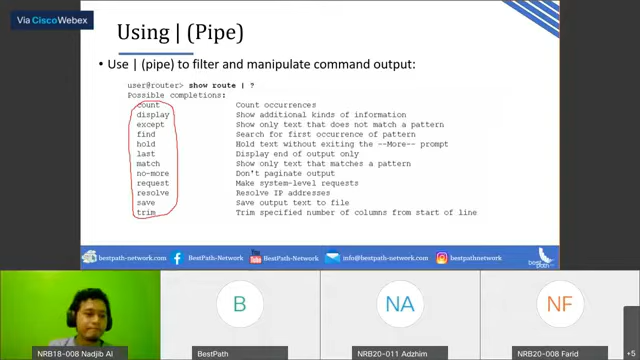 Via Cisco Webex
Using | (Pipe)
• Use | (pipe) to filter and manipulate command output:
user@router> show route | ?
Possible completions:
count Count occurrences
display Show additional kinds of information
except Show only text that does not match a pattern
find Search for first occurrence of pattern
hold Hold text without exiting the --More-- prompt
last Display end of output only
match Show only text that matches a pattern
no-more Don't paginate output
request Make system-level requests
resolve Resolve IP addresses
save Save output text to file
trim Trim specified number of columns from start of line
bestpath-network.com BestPath-Network BestPath-Network info@bestpath-network.com bestpathnetwork
best path
B NA NF
NRB18-008 Nadjib Al BestPath NRB20-011 Adzhim NRB20-008 Farid +5